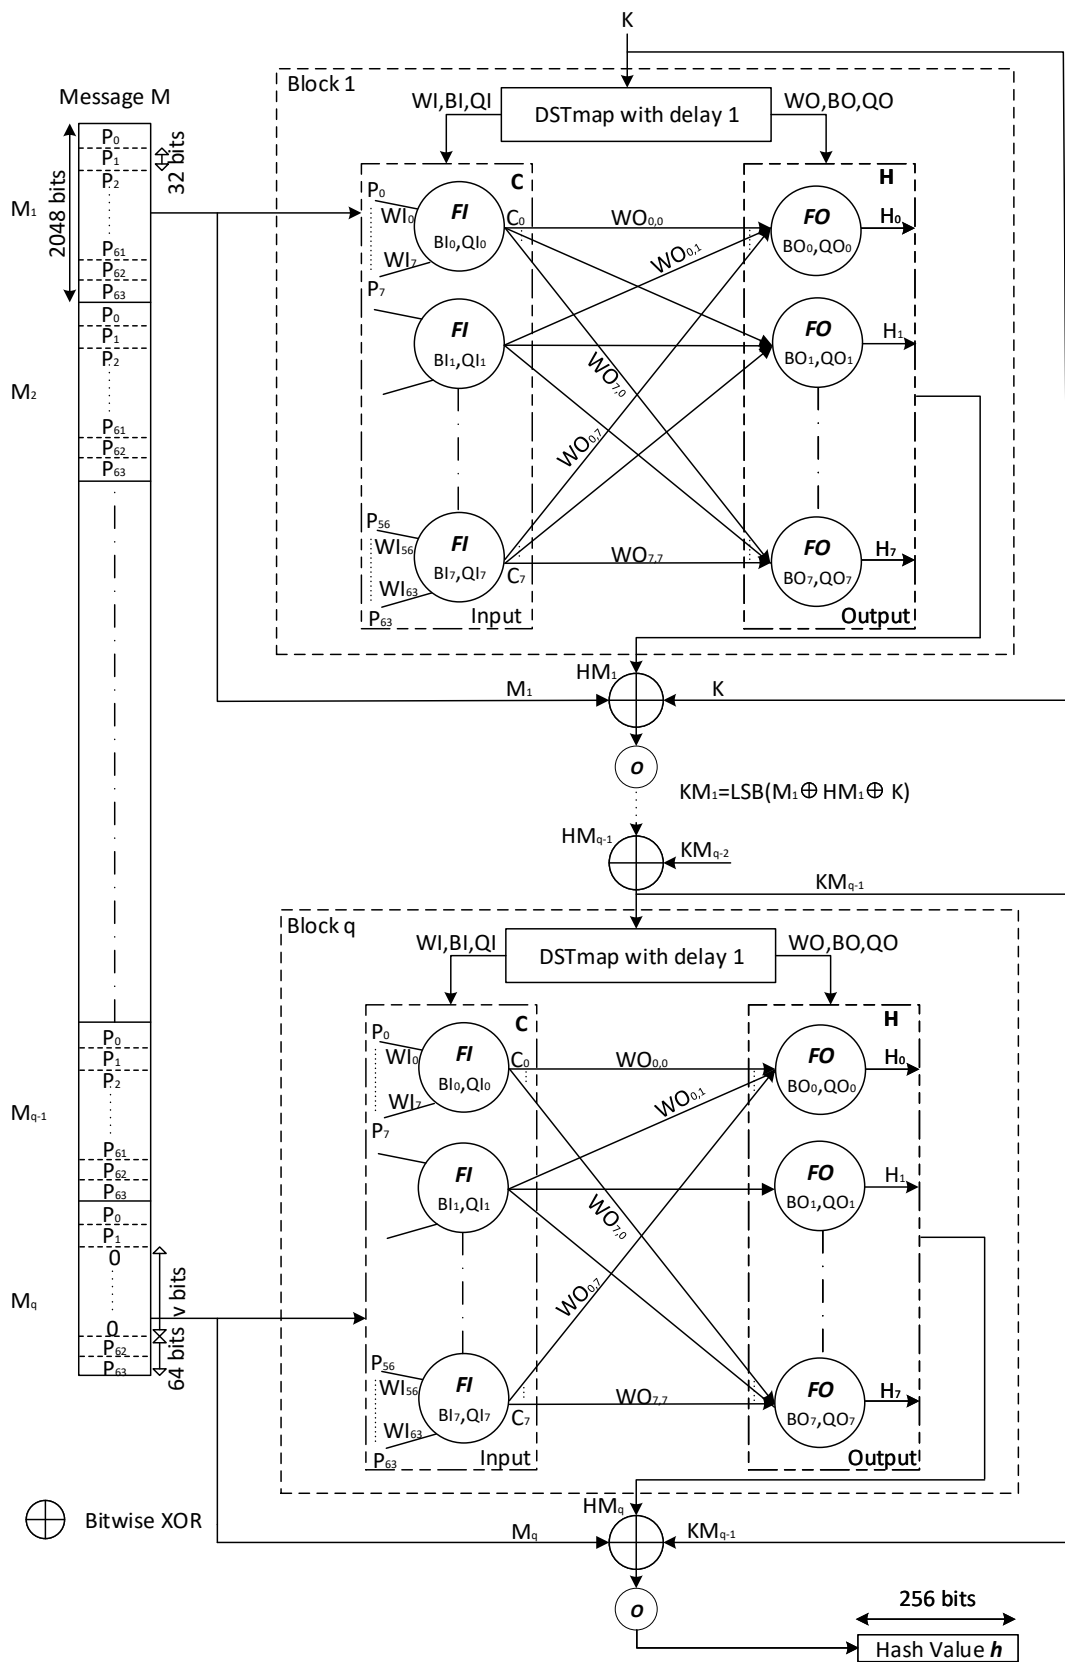 K
Block 1
Message M
WI,BI,QI
DSTmap with delay 1
WO,BO,QO
M₁
2048 bits
P₀
P₁
P₂
P₆₁
P₆₂
P₆₃
32 bits
C
H
P₀
WI₀
WI₇
P₇
FI
BI₀,QI₀
C₀
WO₀,₀
WO₀,₁
FO
BO₀,QO₀
H₀
FI
BI₁,QI₁
FO
BO₁,QO₁
H₁
WO₇,₀
WO₀,₇
M₂
P₀
P₁
P₂
P₆₁
P₆₂
P₆₃
P₅₆
WI₅₆
WI₆₃
P₆₃
FI
BI₇,QI₇
C₇
WO₇,₇
FO
BO₇,QO₇
H₇
Input
Output
HM₁
M₁
K
O
KM₁=LSB(M₁⊕ HM₁⊕ K)
HM_q-1
KM_q-2
KM_q-1
Block q
WI,BI,QI
DSTmap with delay 1
WO,BO,QO
C
H
P₀
WI₀
WI₇
P₇
FI
BI₀,QI₀
C₀
WO₀,₀
WO₀,₁
FO
BO₀,QO₀
H₀
M_q-1
P₀
P₁
P₂
P₆₁
P₆₂
P₆₃
FI
BI₁,QI₁
FO
BO₁,QO₁
H₁
WO₇,₀
WO₀,₇
M_q
P₀
P₁
0
0
P₆₂
P₆₃
v bits
64 bits
P₅₆
WI₅₆
WI₆₃
P₆₃
FI
BI₇,QI₇
C₇
WO₇,₇
FO
BO₇,QO₇
H₇
Input
Output
HM_q
M_q
KM_q-1
Bitwise XOR
O
256 bits
Hash Value h